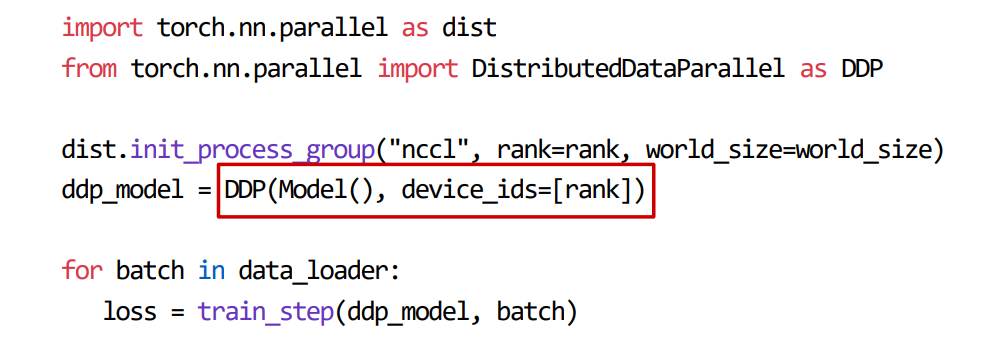 import torch.nn.parallel as dist
from torch.nn.parallel import DistributedDataParallel as DDP
dist.init_process_group("nccl", rank=rank, world_size=world_size)
ddp_model = DDP(Model(), device_ids=[rank])
for batch in data_loader:
loss = train_step(ddp_model, batch)